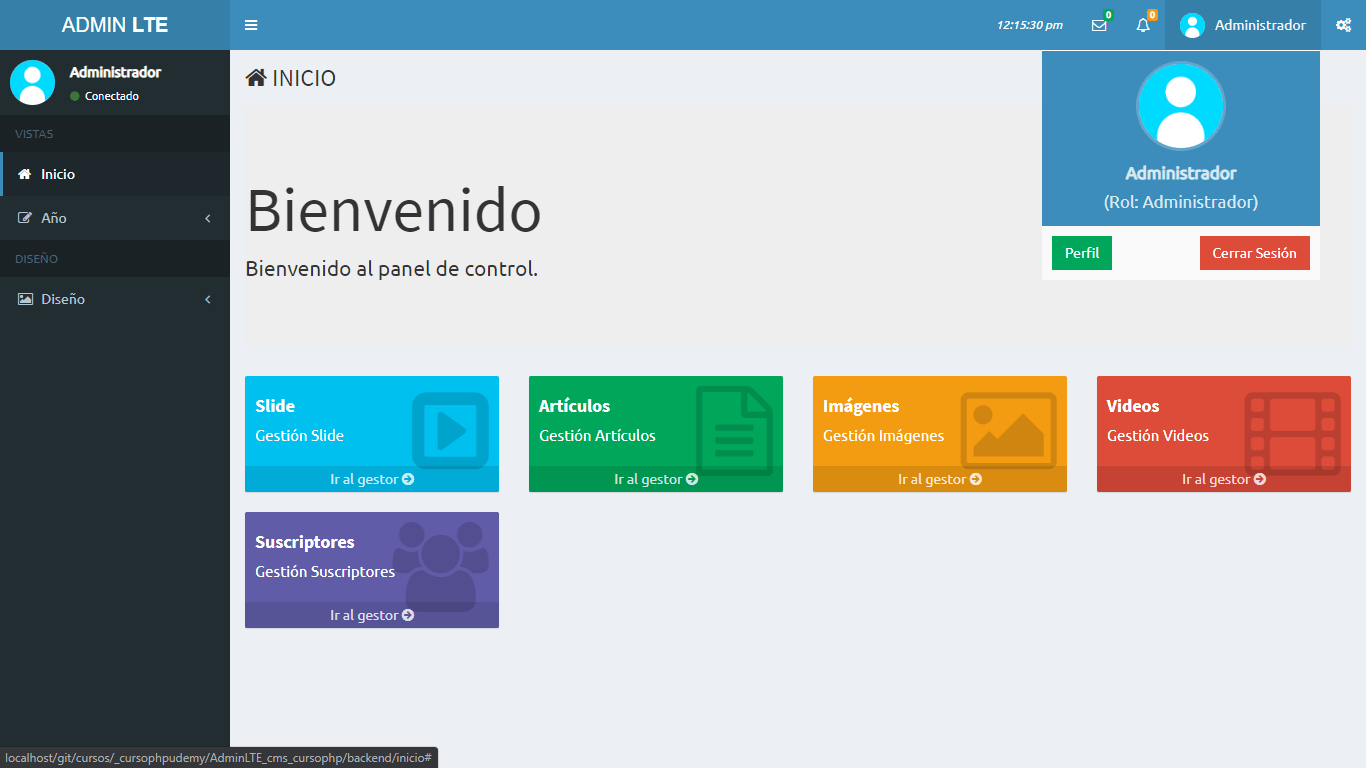 ADMIN LTE
12:15:30 pm
0
0
Administrador
Administrador
Conectado
VISTAS
Inicio
Año
DISEÑO
Diseño
INICIO
Bienvenido
Bienvenido al panel de control.
Administrador
(Rol: Administrador)
Perfil
Cerrar Sesión
Slide
Gestión Slide
Ir al gestor
Artículos
Gestión Artículos
Ir al gestor
Imágenes
Gestión Imágenes
Ir al gestor
Videos
Gestión Videos
Ir al gestor
Suscriptores
Gestión Suscriptores
Ir al gestor
localhost/git/cursos/_cursophpudemy/AdminLTE_cms_cursophp/backend/inicio#